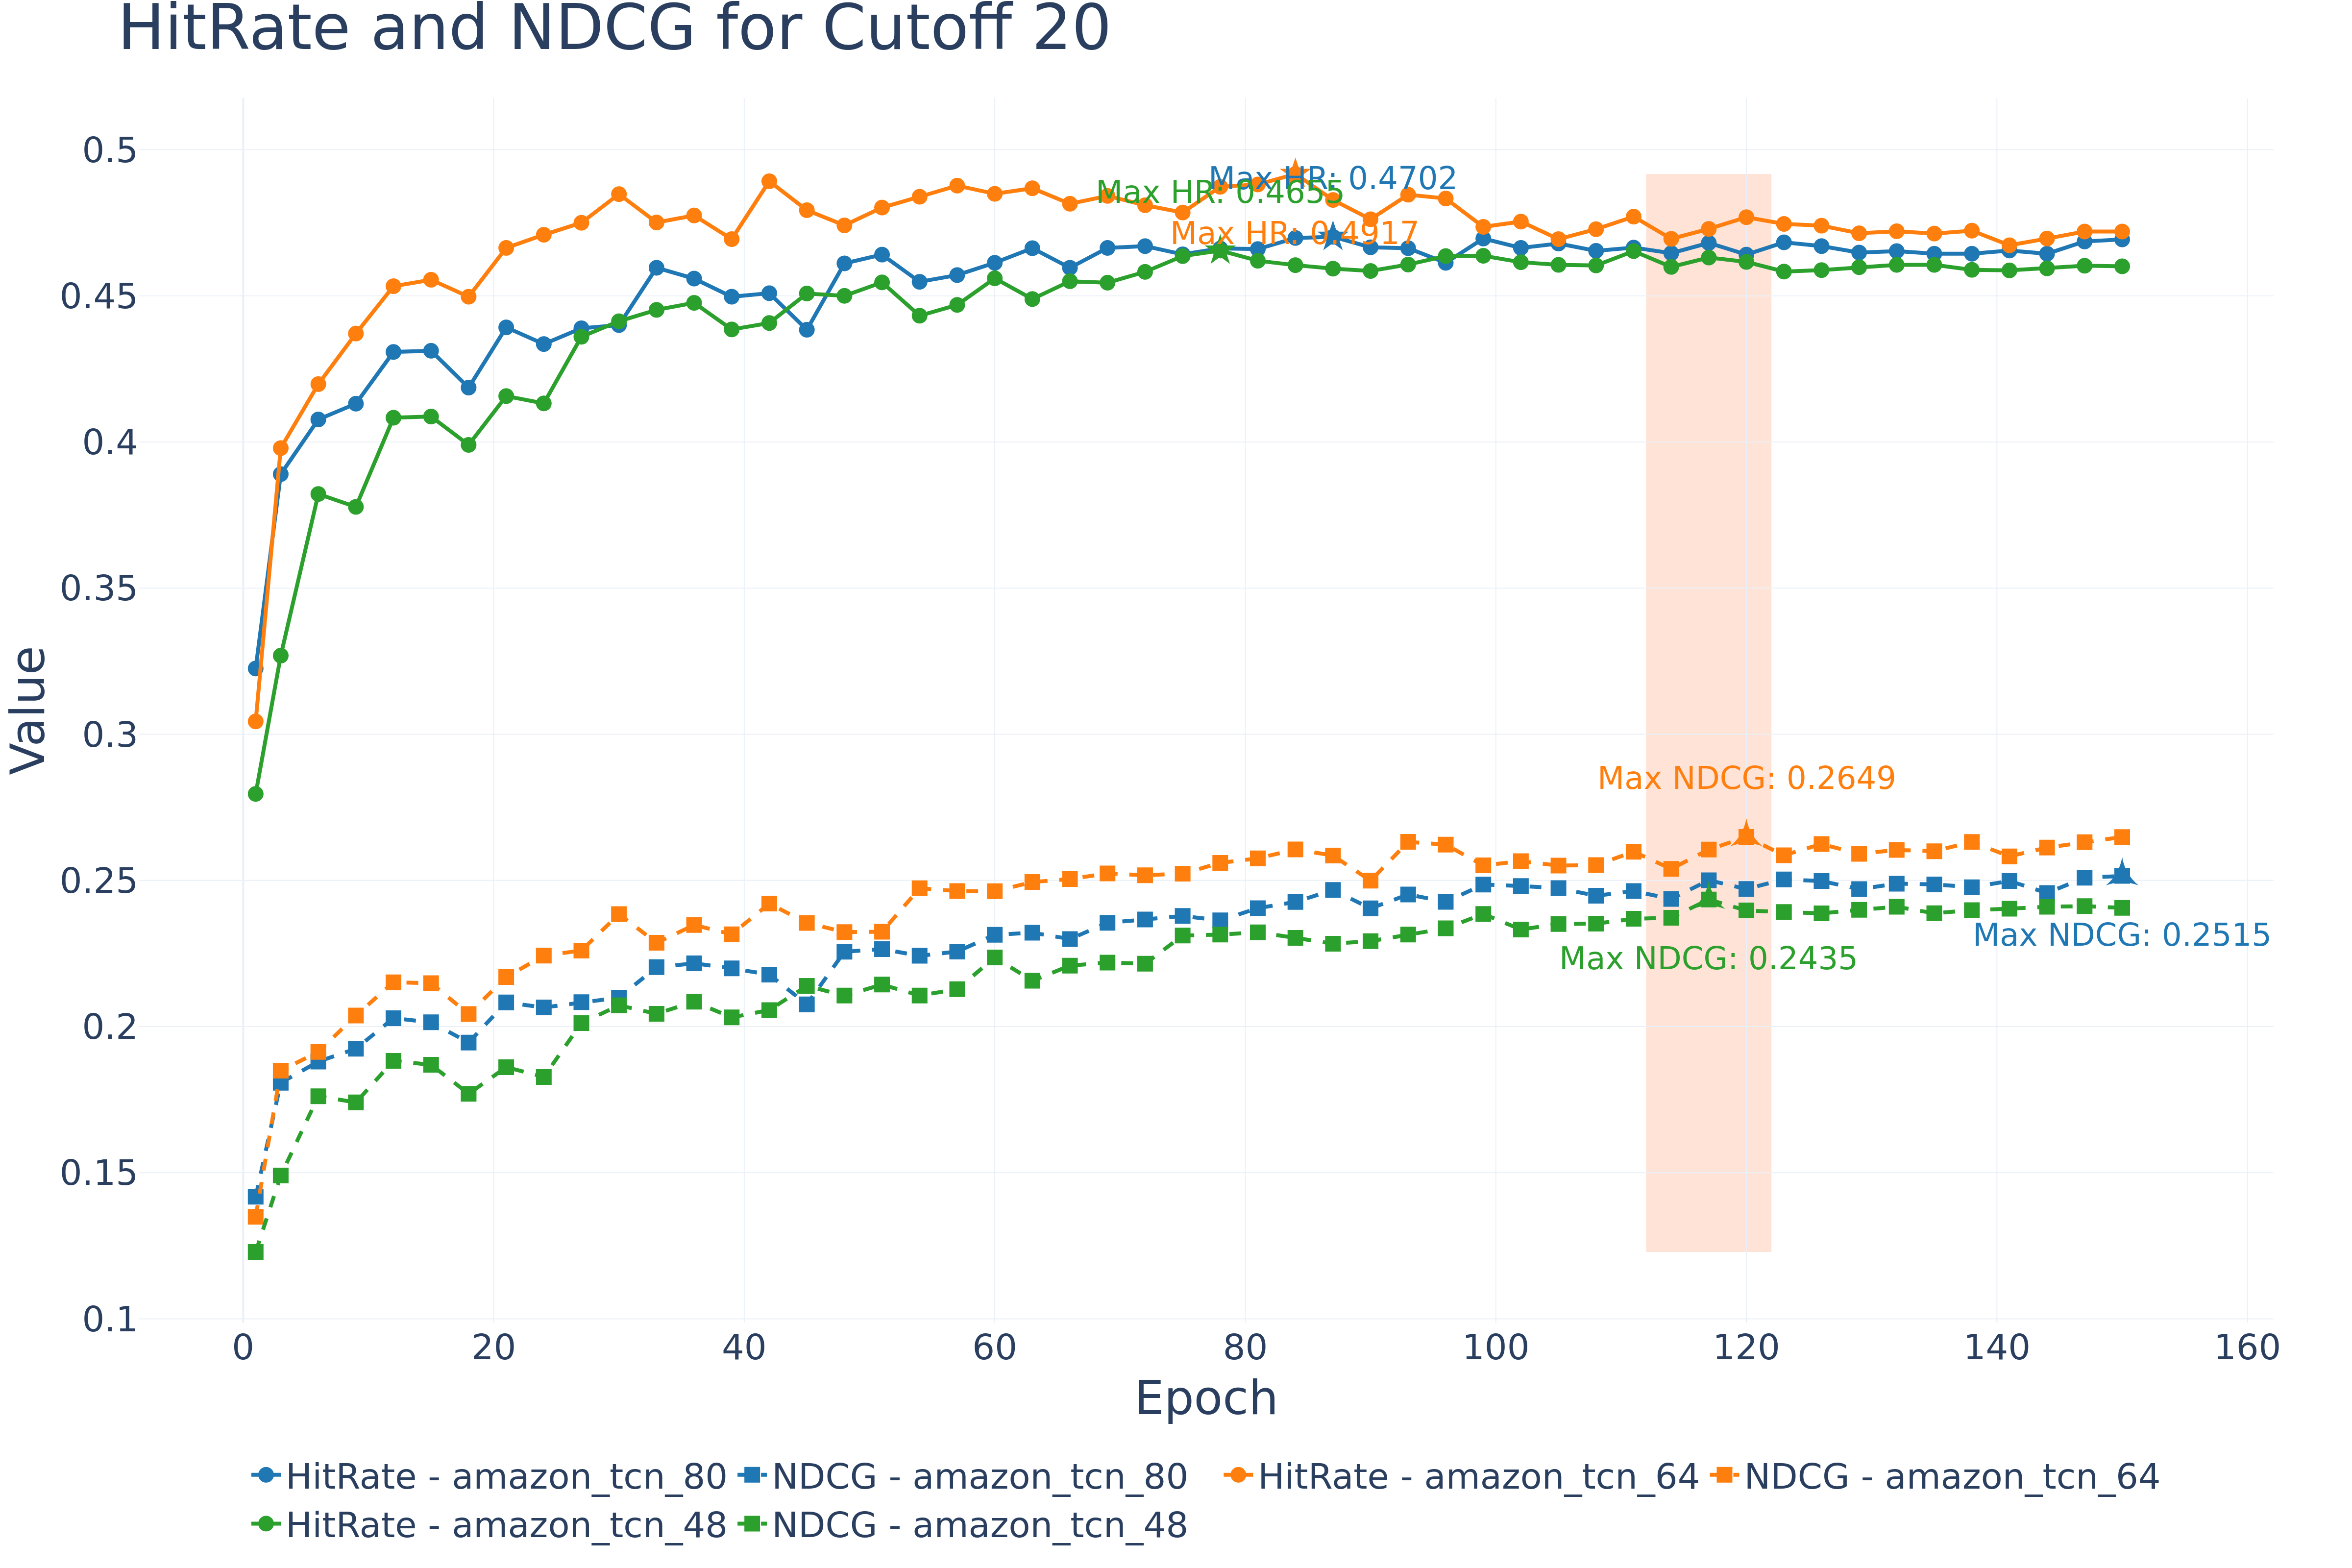 HitRate and NDCG for Cutoff 20
0.5
0.45
0.4
0.35
0.3
0.25
0.2
0.15
0.1
Value
Max HR: 0.4702
Max HR: 0.4655
Max HR: 0.4917
Max NDCG: 0.2649
Max NDCG: 0.2515
Max NDCG: 0.2435
0 20 40 60 80 100 120 140 160
Epoch
HitRate - amazon_tcn_80 NDCG - amazon_tcn_80 HitRate - amazon_tcn_64 NDCG - amazon_tcn_64
HitRate - amazon_tcn_48 NDCG - amazon_tcn_48